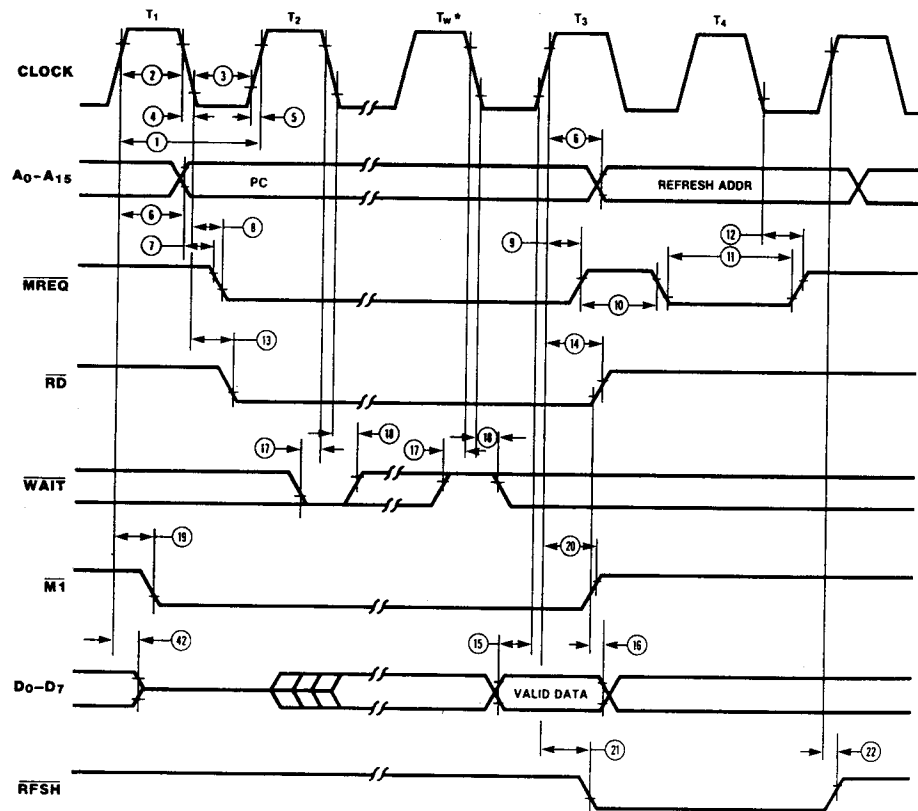 T1 T2 Tw* T3 T4
CLOCK
2 3
4 5
1 6
A0–A15 PC REFRESH ADDR
6 8
7 9 12
11
MREQ
10
13 14
RD
17 18 17 18
WAIT
19 20
M1
42 15 16
D0–D7 VALID DATA
21 22
RFSH